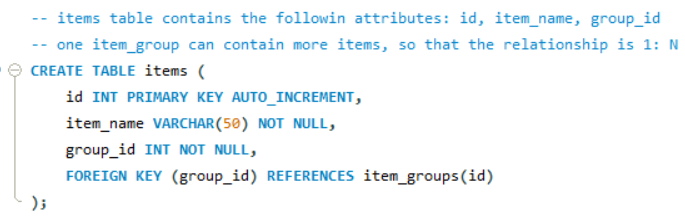 -- items table contains the followin attributes: id, item_name, group_id
-- one item_group can contain more items, so that the relationship is 1: N
CREATE TABLE items (
id INT PRIMARY KEY AUTO_INCREMENT,
item_name VARCHAR(50) NOT NULL,
group_id INT NOT NULL,
FOREIGN KEY (group_id) REFERENCES item_groups(id)
);